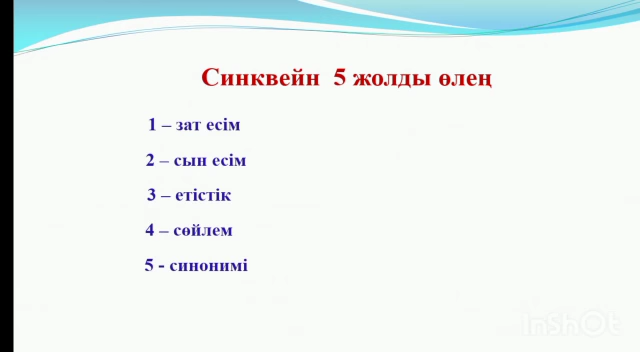 Синквейн 5 жолды өлең
1 – зат есім
2 – сын есім
3 – етістік
4 – сөйлем
5 - синонимі
InShOt